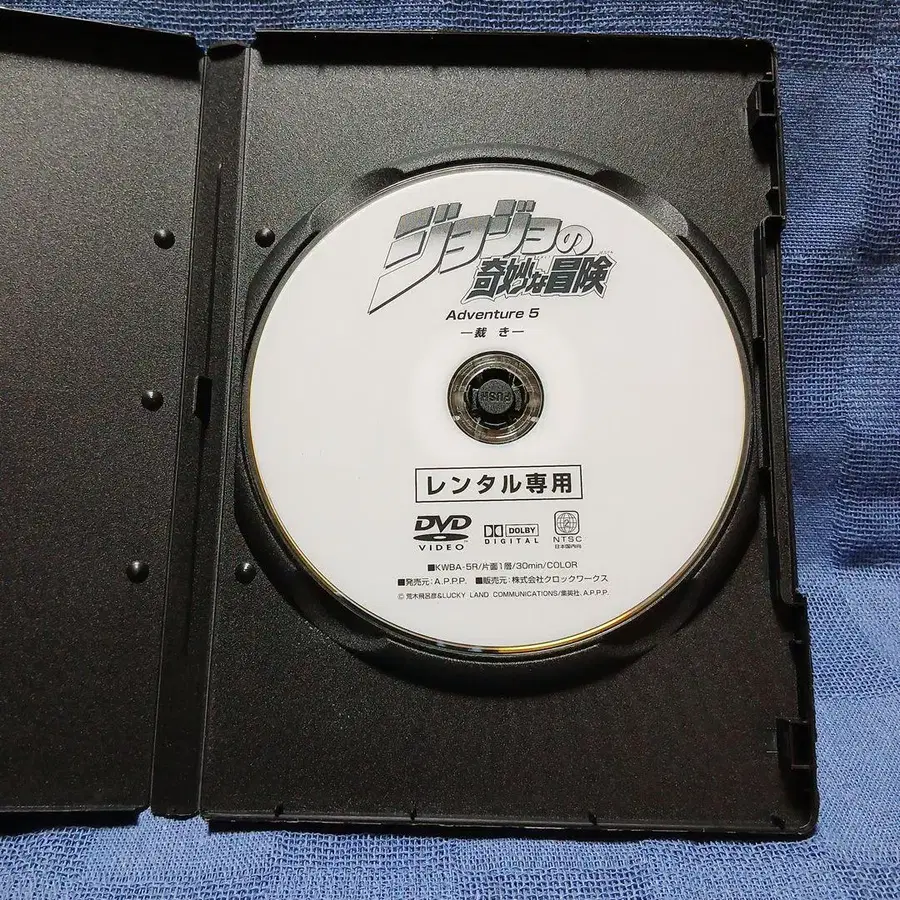 ジョジョの
奇妙な冒険
Adventure 5
―裁 き―
PUSH
レンタル専用
DVD
VIDEO
DOLBY
DIGITAL
2
NTSC
日本国内向
■KWBA-5R/片面1層/30min/COLOR
■発売元:A.P.P.P. ■販売元:株式会社クロックワークス
© 荒木飛呂彦&LUCKY LAND COMMUNICATIONS/集英社,A.P.P.P.